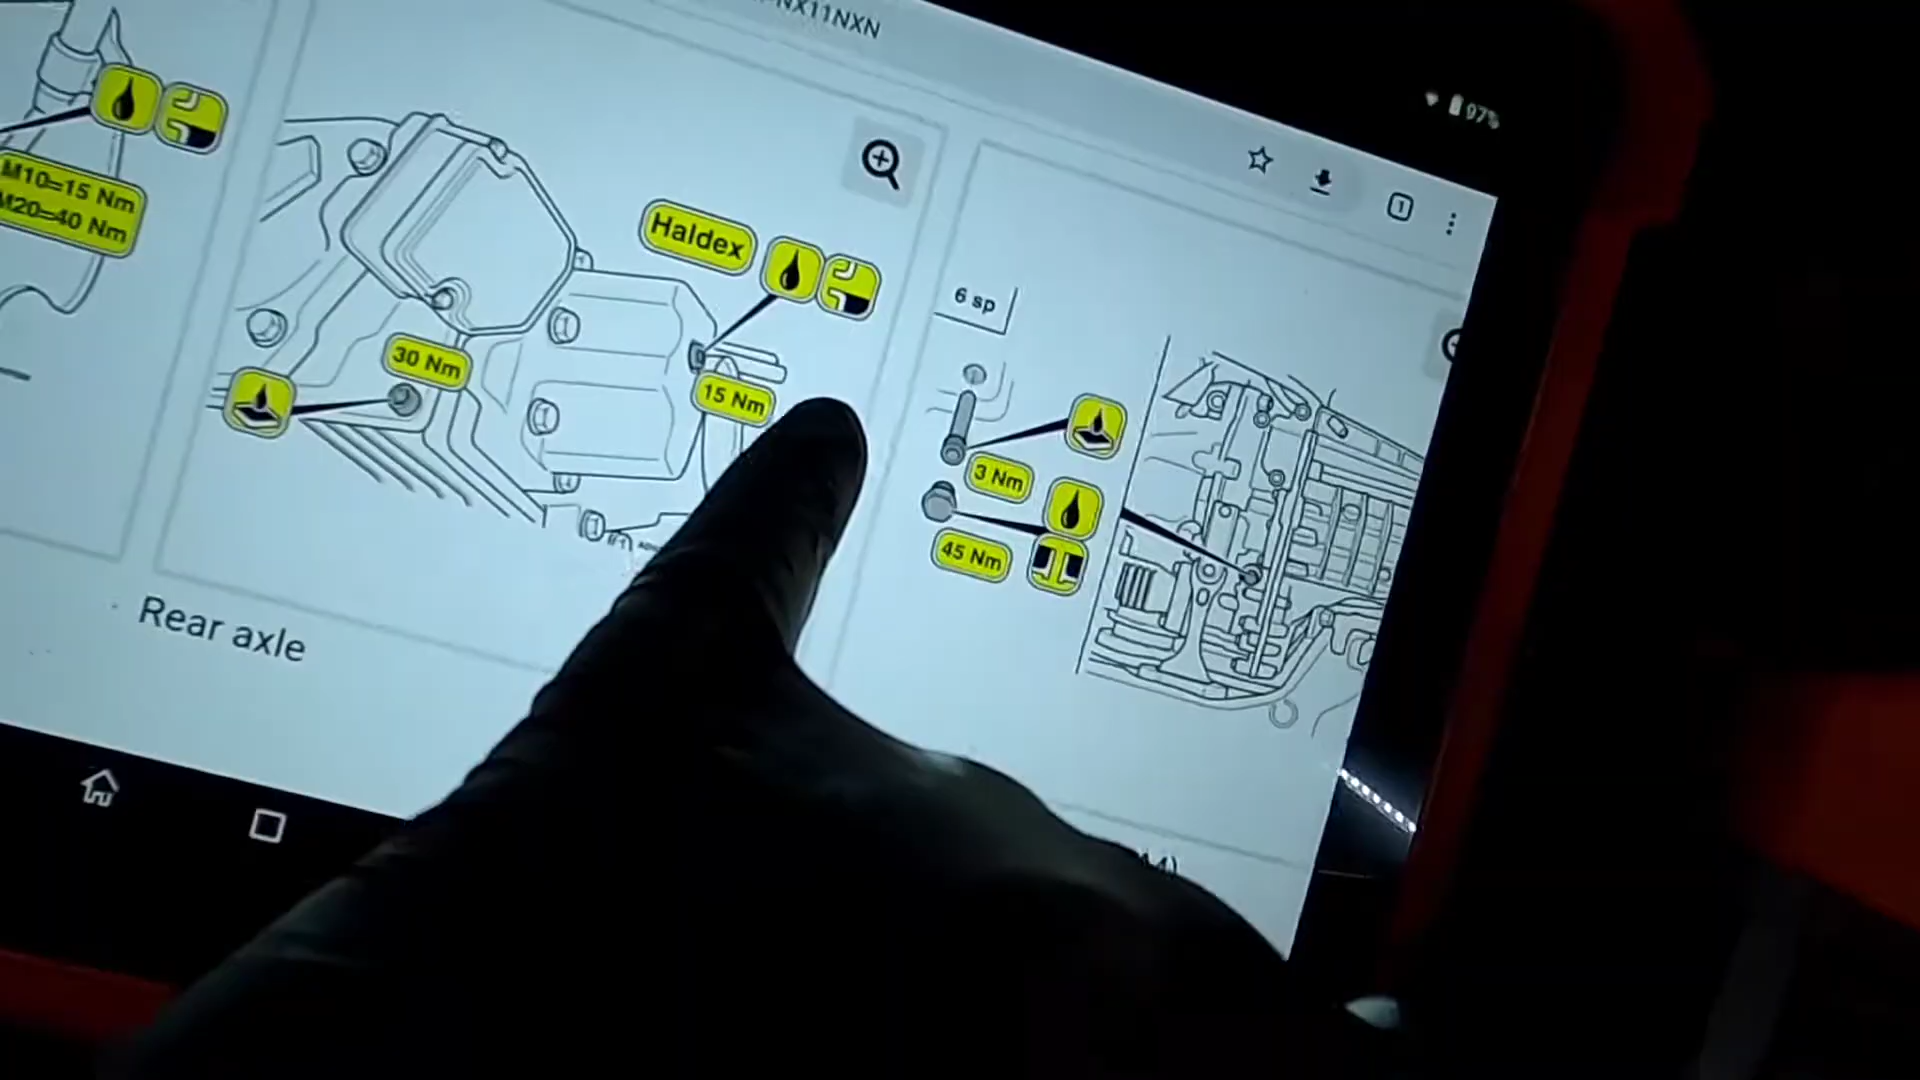 NX11NXN
97%
M10=15 Nm
M20=40 Nm
Haldex
30 Nm
15 Nm
Rear axle
6 sp
3 Nm
45 Nm